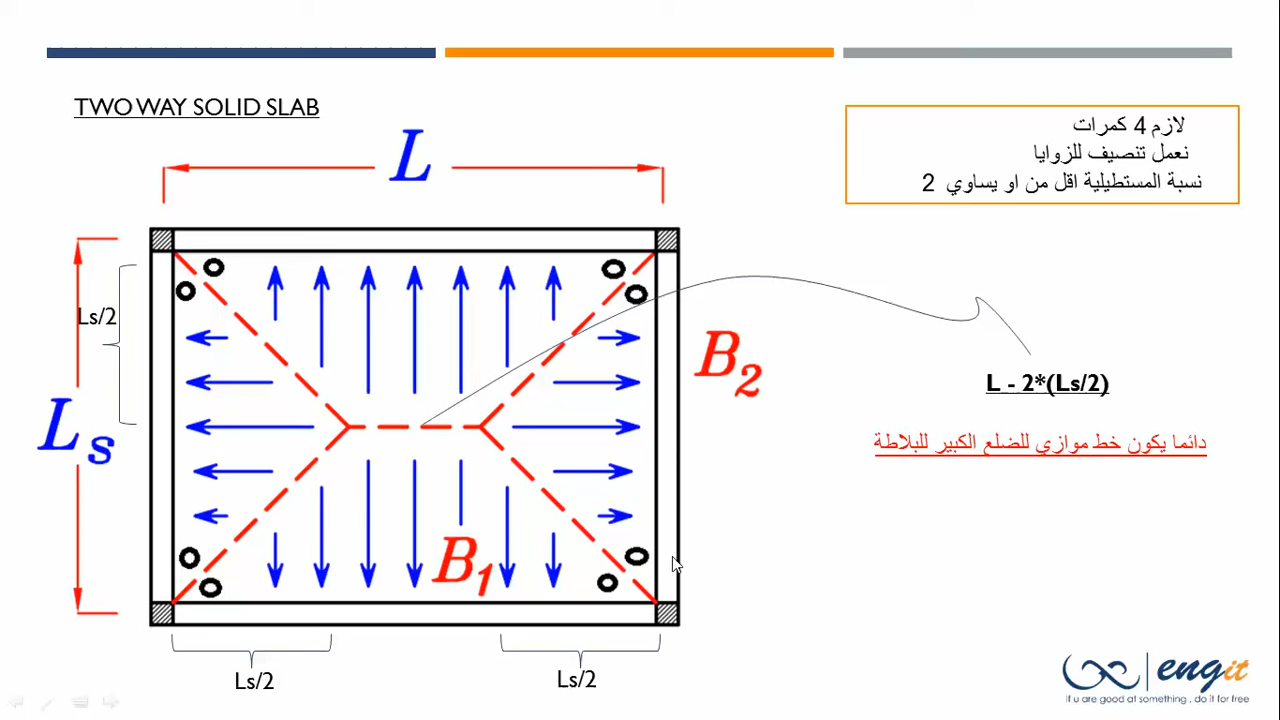 TWO WAY SOLID SLAB
لازم 4 كمرات
نعمل تنصيف للزوايا
نسبة المستطيلية اقل من او يساوي 2
L
Ls/2
Ls
B2
B1
L - 2*(Ls/2)
دائما يكون خط موازي للضلع الكبير للبلاطة
Ls/2
Ls/2
engit
if u are good at something , do it for free